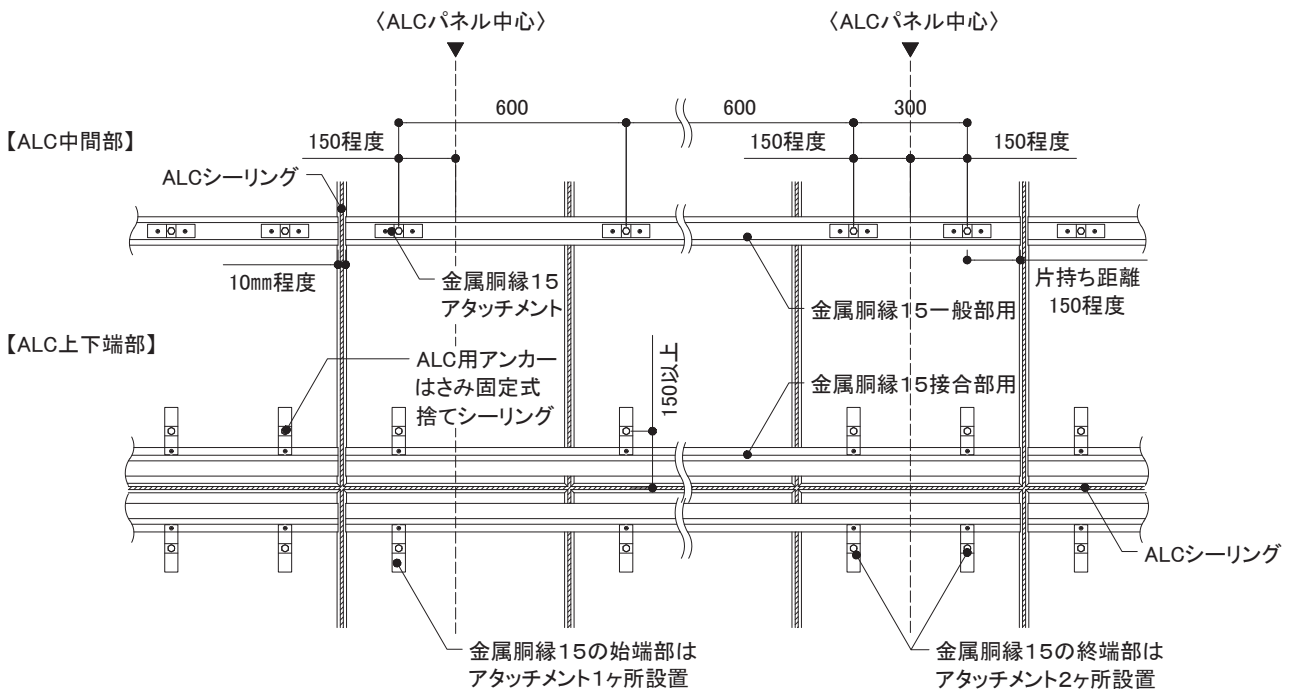 〈ALCパネル中心〉
〈ALCパネル中心〉
600
600
300
【ALC中間部】
150程度
150程度
150程度
ALCシーリング
10㎜程度
金属胴縁15
アタッチメント
金属胴縁15一般部用
片持ち距離
150程度
【ALC上下端部】
ALC用アンカー
はさみ固定式
捨てシーリング
150以上
金属胴縁15接合部用
ALCシーリング
金属胴縁15の始端部は
アタッチメント1ヶ所設置
金属胴縁15の終端部は
アタッチメント2ヶ所設置